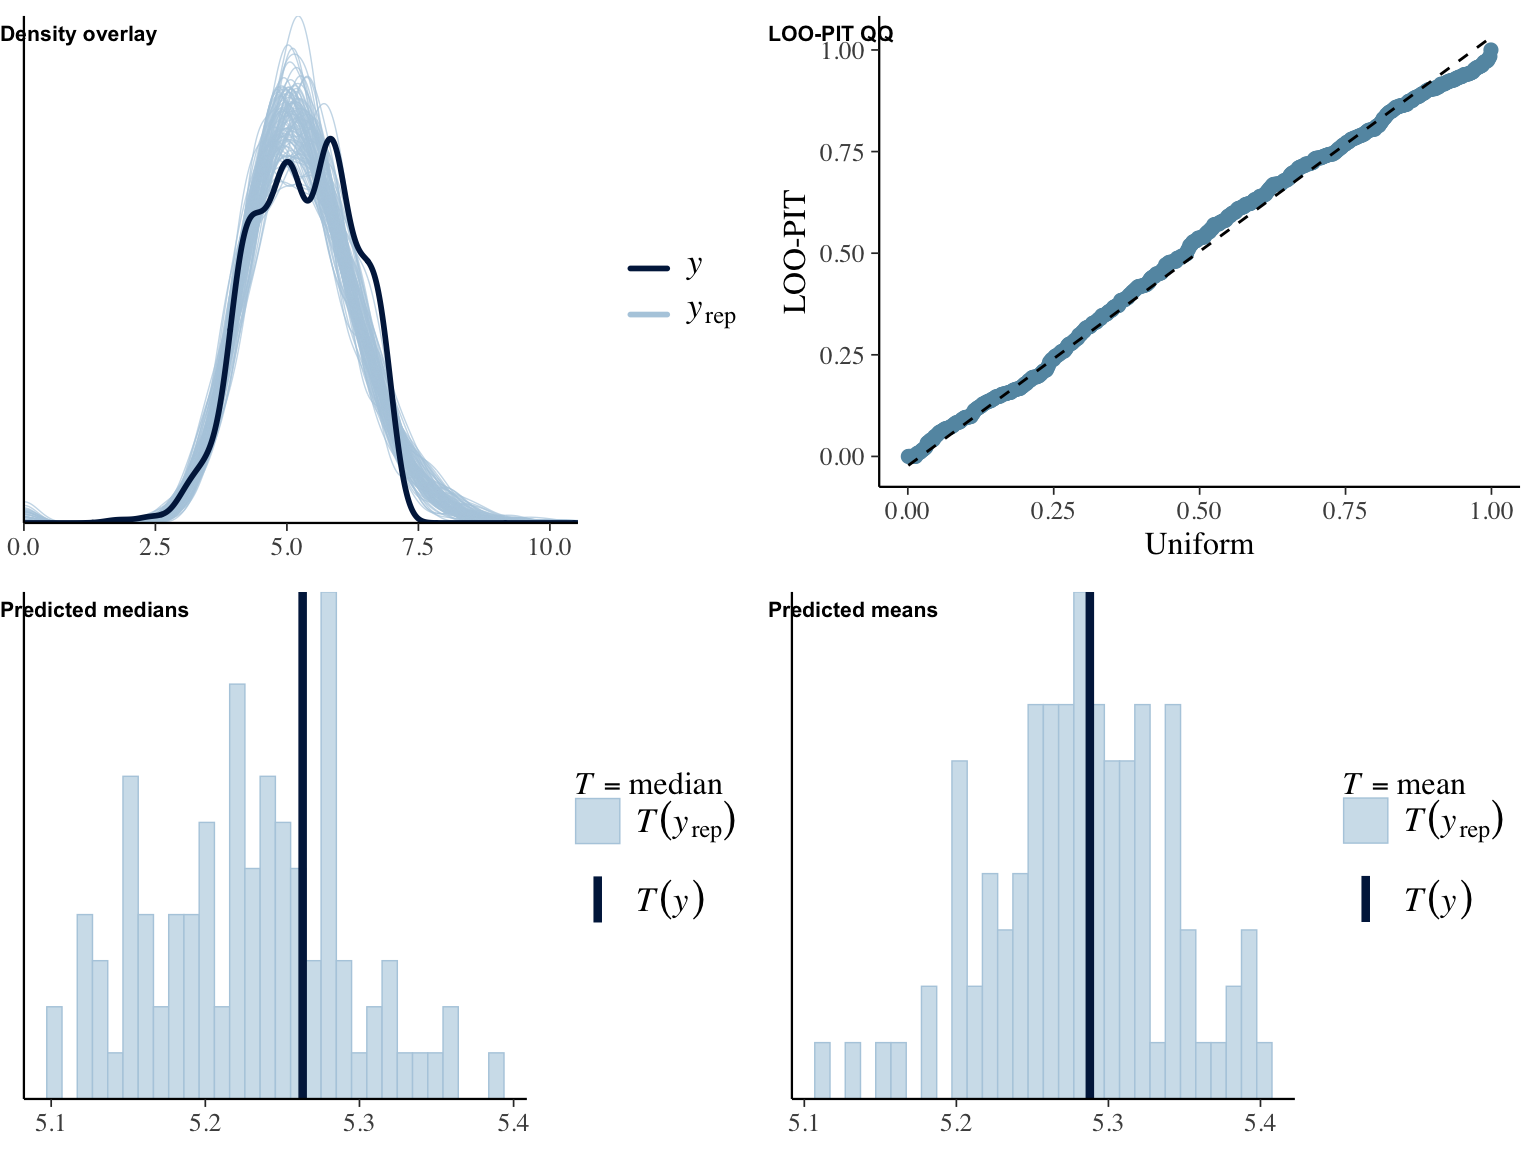 Density overlay
y
y rep
0.0 2.5 5.0 7.5 10.0
LOO-PIT QQ
LOO-PIT
1.00
0.75
0.50
0.25
0.00
0.00 0.25 0.50 0.75 1.00
Uniform
Predicted medians
T = median
T(y rep)
T(y)
5.1 5.2 5.3 5.4
Predicted means
T = mean
T(y rep)
T(y)
5.1 5.2 5.3 5.4